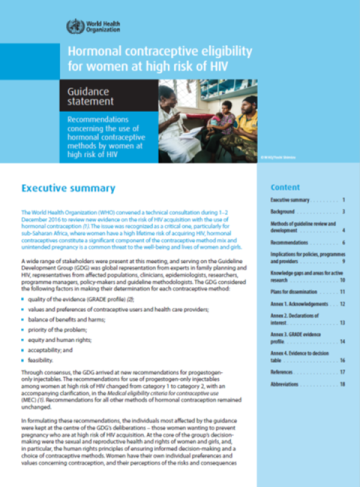 World Health
Organization
Hormonal contraceptive eligibility
for women at high risk of HIV
Guidance
statement
Recommendations
concerning the use of
hormonal contraceptive
methods by women at
high risk of HIV
Executive summary
The World Health Organization (WHO) convened a technical consultation during 1–2
December 2016 to review new evidence on the risk of HIV acquisition with the use of
hormonal contraception (1). The issue was recognized as a critical one, particularly for
sub-Saharan Africa, where women have a high lifetime risk of acquiring HIV, hormonal
contraceptives constitute a significant component of the contraceptive method mix and
unintended pregnancy is a common threat to the well-being and lives of women and girls.
A wide range of stakeholders were present at this meeting, and serving on the Guideline
Development Group (GDG) was global representation from experts in family planning and
HIV, representatives from affected populations, clinicians, epidemiologists, researchers,
programme managers, policy-makers and guideline methodologists. The GDG considered
the following factors in making their determination for each contraceptive method:
• quality of the evidence (GRADE profile) (2);
• values and preferences of contraceptive users and health care providers;
• balance of benefits and harms;
• priority of the problem;
• equity and human rights;
• acceptability; and
• feasibility.
Through consensus, the GDG arrived at new recommendations for progestogen-
only injectables. The recommendations for use of progestogen-only injectables
among women at high risk of HIV changed from category 1 to category 2, with an
accompanying clarification, in the Medical eligibility criteria for contraceptive use
(MEC) (3). Recommendations for all other methods of hormonal contraception remained
unchanged.
In formulating these recommendations, the individuals most affected by the guidance
were kept at the centre of the GDG's deliberations – those women wanting to prevent
pregnancy who are at high risk of HIV acquisition. At the core of the group's decision-
making were the sexual and reproductive health and rights of women and girls, and,
in particular, the human rights principles of ensuring informed decision-making and a
choice of contraceptive methods. Women have their own individual preferences and
values concerning contraception, and their perceptions of the risks and consequences
Content
Executive summary . . . . . . . . . . 1
Background . . . . . . . . . . . . . . . 3
Methods of guideline review and
development . . . . . . . . . . . . . . 4
Recommendations . . . . . . . . . . 6
Implications for policies, programmes
and providers . . . . . . . . . . . . . . 9
Knowledge gaps and areas for active
research . . . . . . . . . . . . . . . . . 10
Plans for dissemination . . . . . . . 11
Annex 1. Acknowledgements . . . 12
Annex 2. Declarations of
interest . . . . . . . . . . . . . . . . . . 13
Annex 3. GRADE evidence
profile . . . . . . . . . . . . . . . . . . . 14
Annex 4. Evidence to decision
table . . . . . . . . . . . . . . . . . . . . 16
References . . . . . . . . . . . . . . . . 17
Abbreviations . . . . . . . . . . . . . . 18